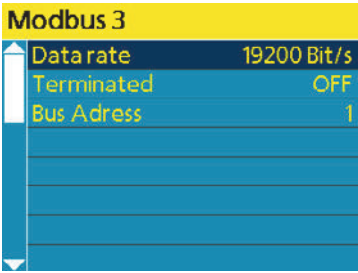 Modbus 3
Data rate 19200 Bit/s
Terminated OFF
Bus Adress 1